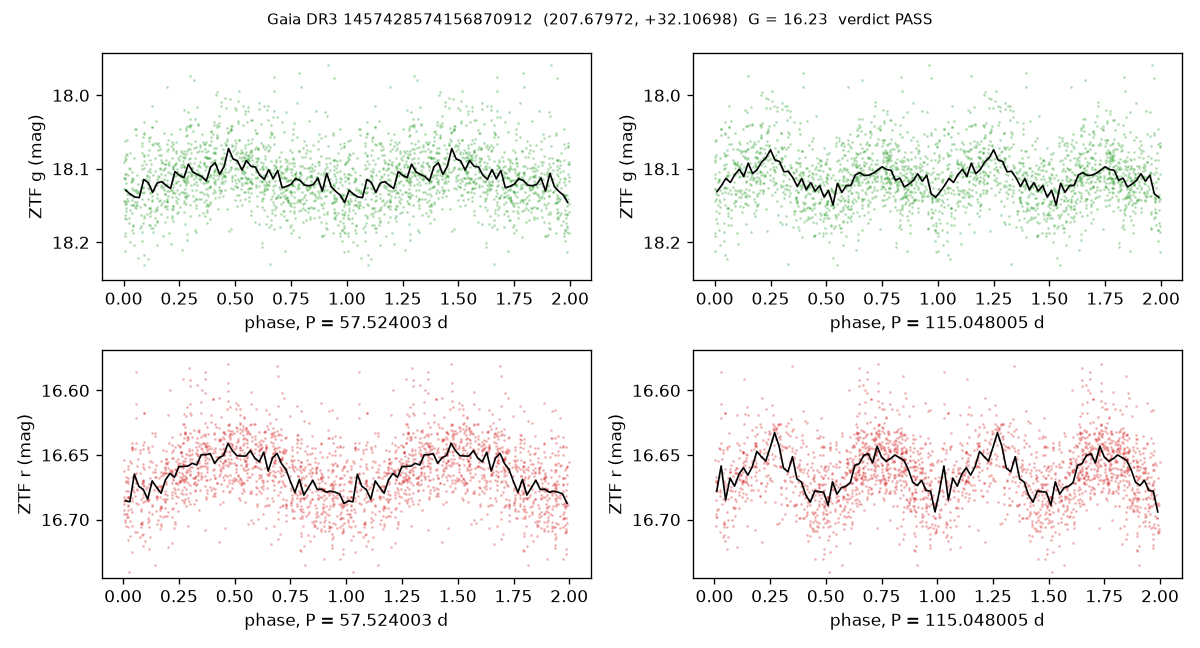 Gaia DR3 1457428574156870912 (207.67972, +32.10698) G = 16.23 verdict PASS
ZTF g (mag)
18.0
18.1
18.2
0.00 0.25 0.50 0.75 1.00 1.25 1.50 1.75 2.00
phase, P = 57.524003 d
ZTF g (mag)
18.0
18.1
18.2
0.00 0.25 0.50 0.75 1.00 1.25 1.50 1.75 2.00
phase, P = 115.048005 d
ZTF r (mag)
16.60
16.65
16.70
0.00 0.25 0.50 0.75 1.00 1.25 1.50 1.75 2.00
phase, P = 57.524003 d
ZTF r (mag)
16.60
16.65
16.70
0.00 0.25 0.50 0.75 1.00 1.25 1.50 1.75 2.00
phase, P = 115.048005 d